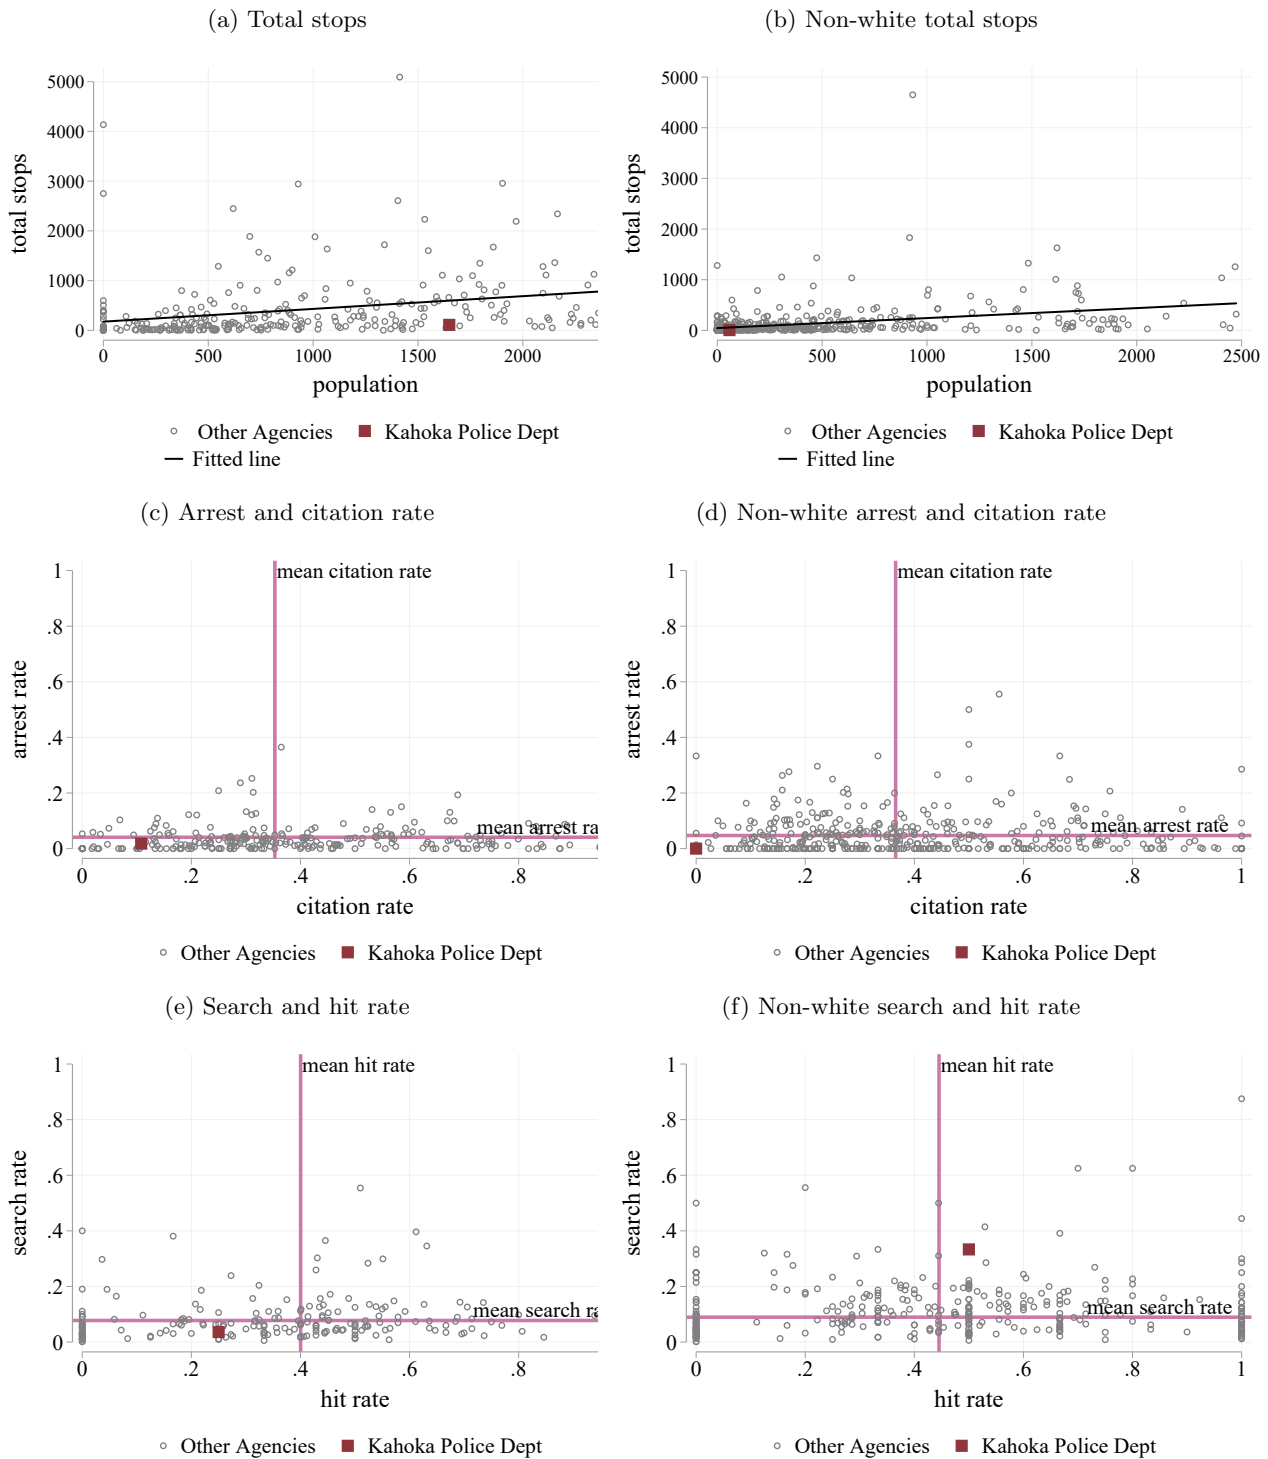 (a) Total stops
(b) Non-white total stops
total stops
5000
4000
3000
2000
1000
0
0 500 1000 1500 2000
population
Other Agencies Kahoka Police Dept
Fitted line
total stops
5000
4000
3000
2000
1000
0
0 500 1000 1500 2000 2500
population
Other Agencies Kahoka Police Dept
Fitted line
(c) Arrest and citation rate
(d) Non-white arrest and citation rate
arrest rate
1
.8
.6
.4
.2
0
mean citation rate
mean arrest ra
0 .2 .4 .6 .8
citation rate
Other Agencies Kahoka Police Dept
arrest rate
1
.8
.6
.4
.2
0
mean citation rate
mean arrest rate
0 .2 .4 .6 .8 1
citation rate
Other Agencies Kahoka Police Dept
(e) Search and hit rate
(f) Non-white search and hit rate
search rate
1
.8
.6
.4
.2
0
mean hit rate
mean search ra
0 .2 .4 .6 .8
hit rate
Other Agencies Kahoka Police Dept
search rate
1
.8
.6
.4
.2
0
mean hit rate
mean search rate
0 .2 .4 .6 .8 1
hit rate
Other Agencies Kahoka Police Dept